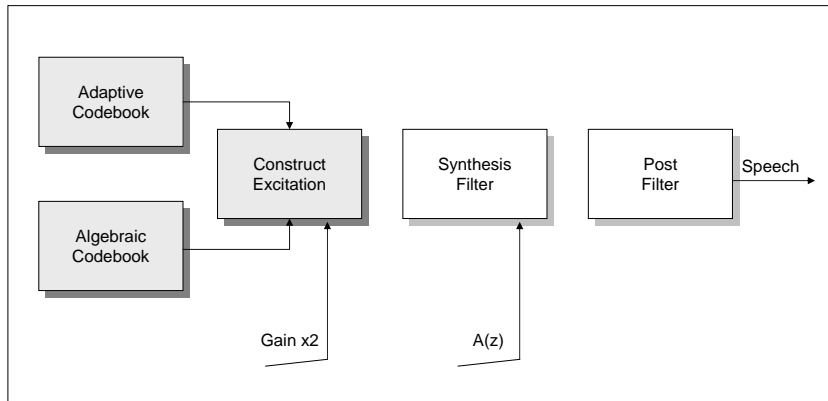 Adaptive
Codebook
Construct
Excitation
Synthesis
Filter
Post
Filter
Speech
Algebraic
Codebook
Gain x2
A(z)